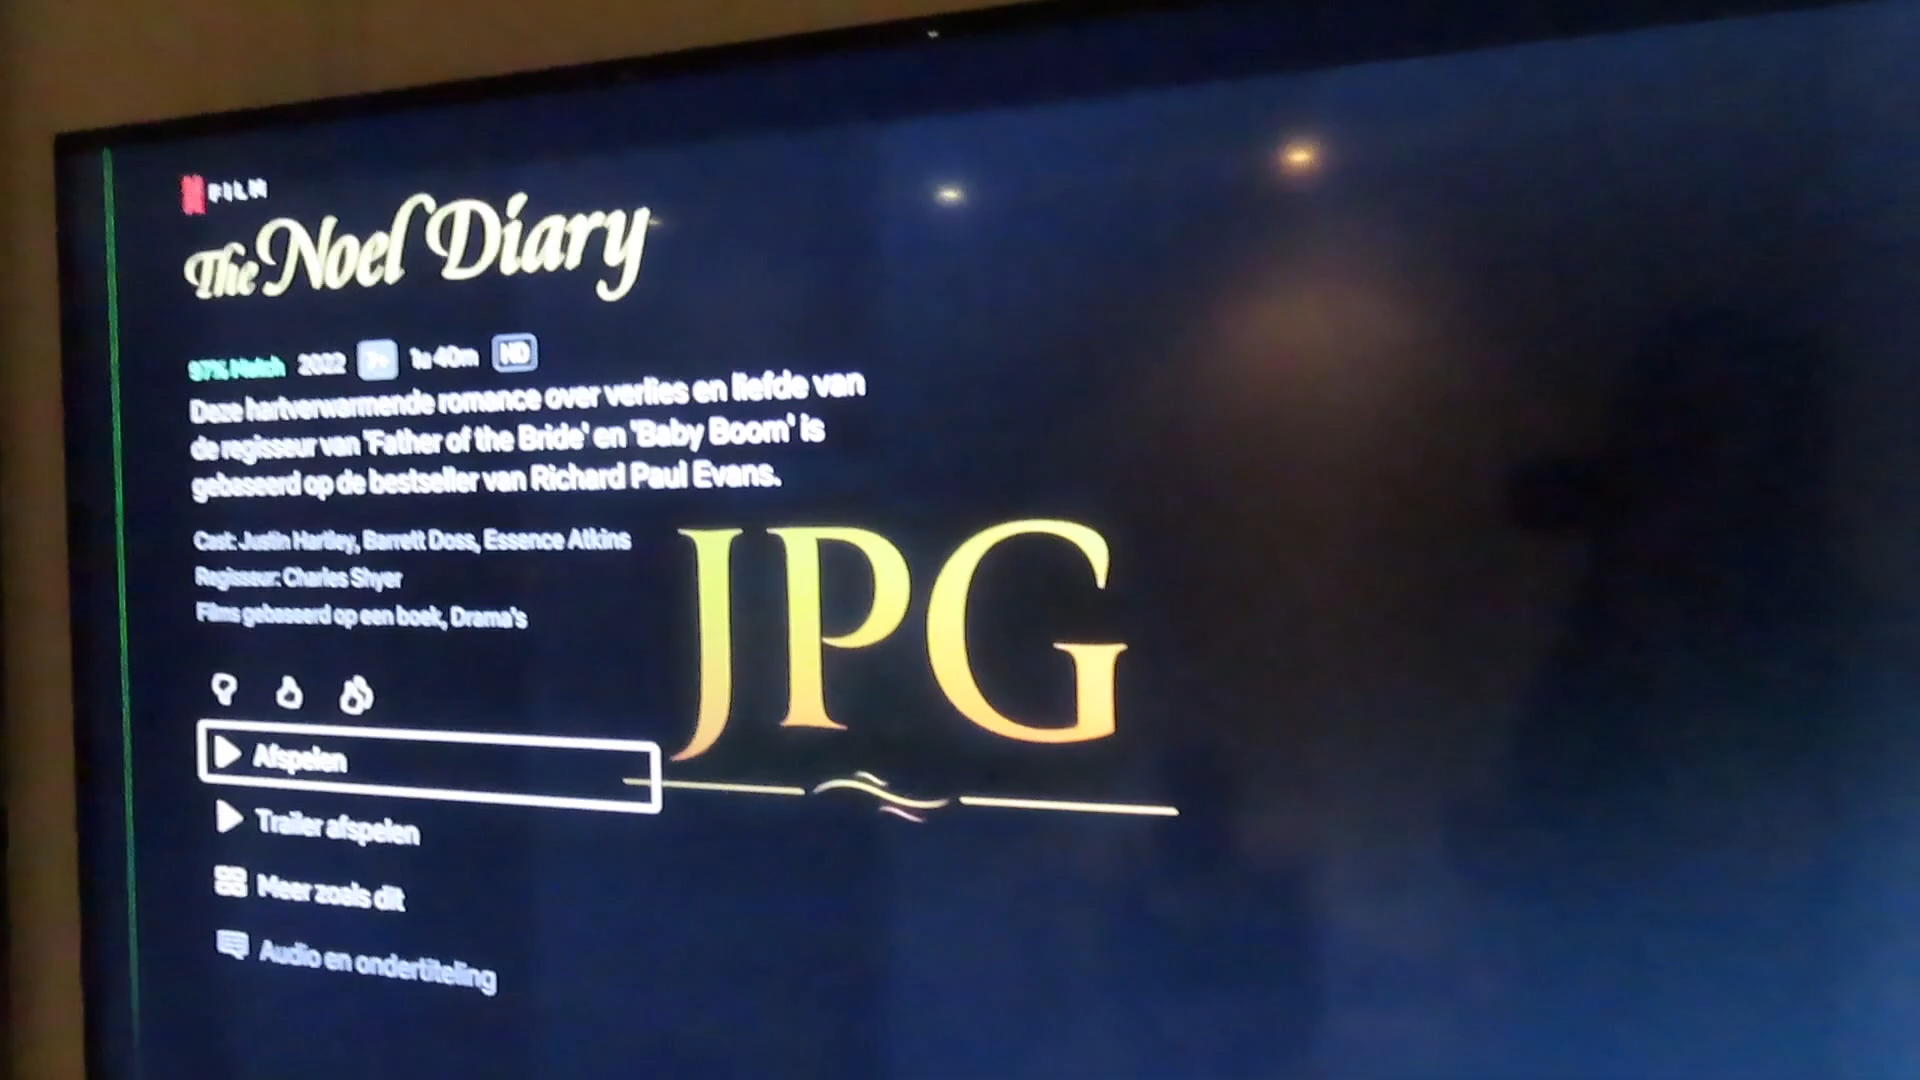 FILM
The Noel Diary
97% Match 2022 7+ 1u 40m HD
Deze hartverwarmende romance over verlies en liefde van
de regisseur van 'Father of the Bride' en 'Baby Boom' is
gebaseerd op de bestseller van Richard Paul Evans.
Cast: Justin Hartley, Barrett Doss, Essence Atkins
Regisseur: Charles Shyer
Films gebaseerd op een boek, Drama's
JPG
Afspelen
Trailer afspelen
Meer zoals dit
Audio en ondertiteling